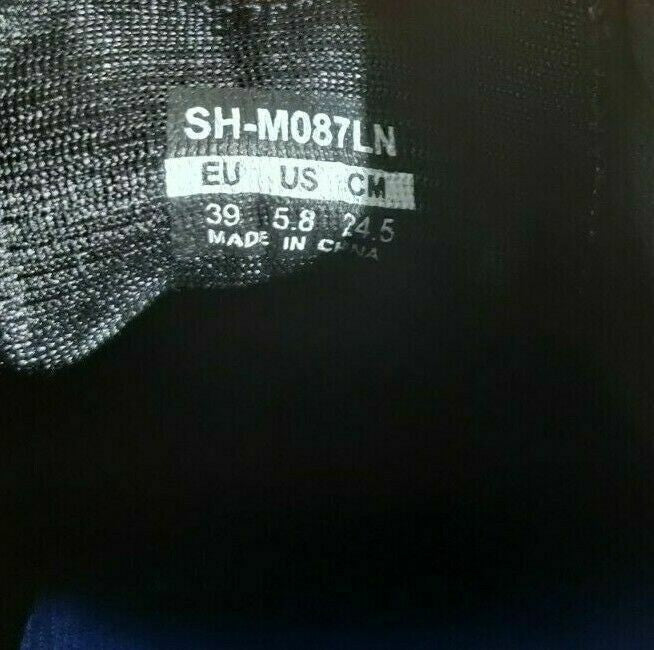 SH-M087LN
EU US CM
39 5.8 24.5
MADE IN CHINA